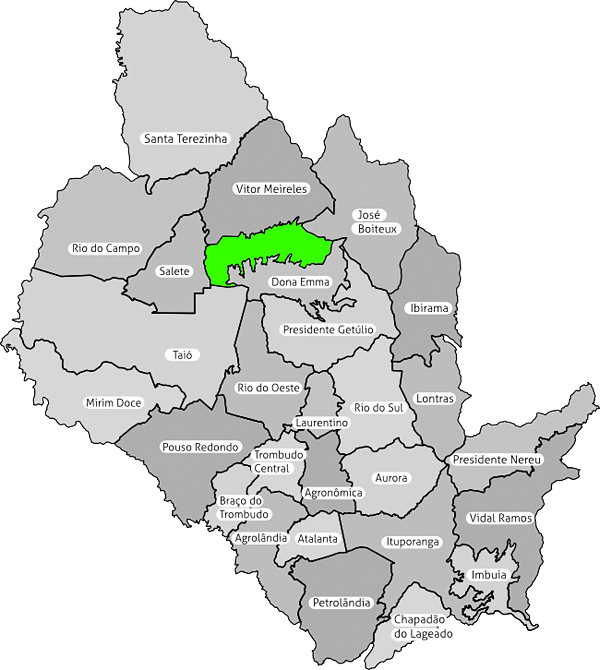 Santa Terezinha
Vitor Meireles
José
Boiteux
Rio do Campo
Salete
Dona Emma
Ibirama
Presidente Getúlio
Taió
Rio do Oeste
Lontras
Mirim Doce
Rio do Sul
Laurentino
Pouso Redondo
Trombudo
Central
Presidente Nereu
Aurora
Agronômica
Braço do
Trombudo
Vidal Ramos
Agrolândia
Atalanta
Ituporanga
Imbuia
Petrolândia
Chapadão
do Lageado